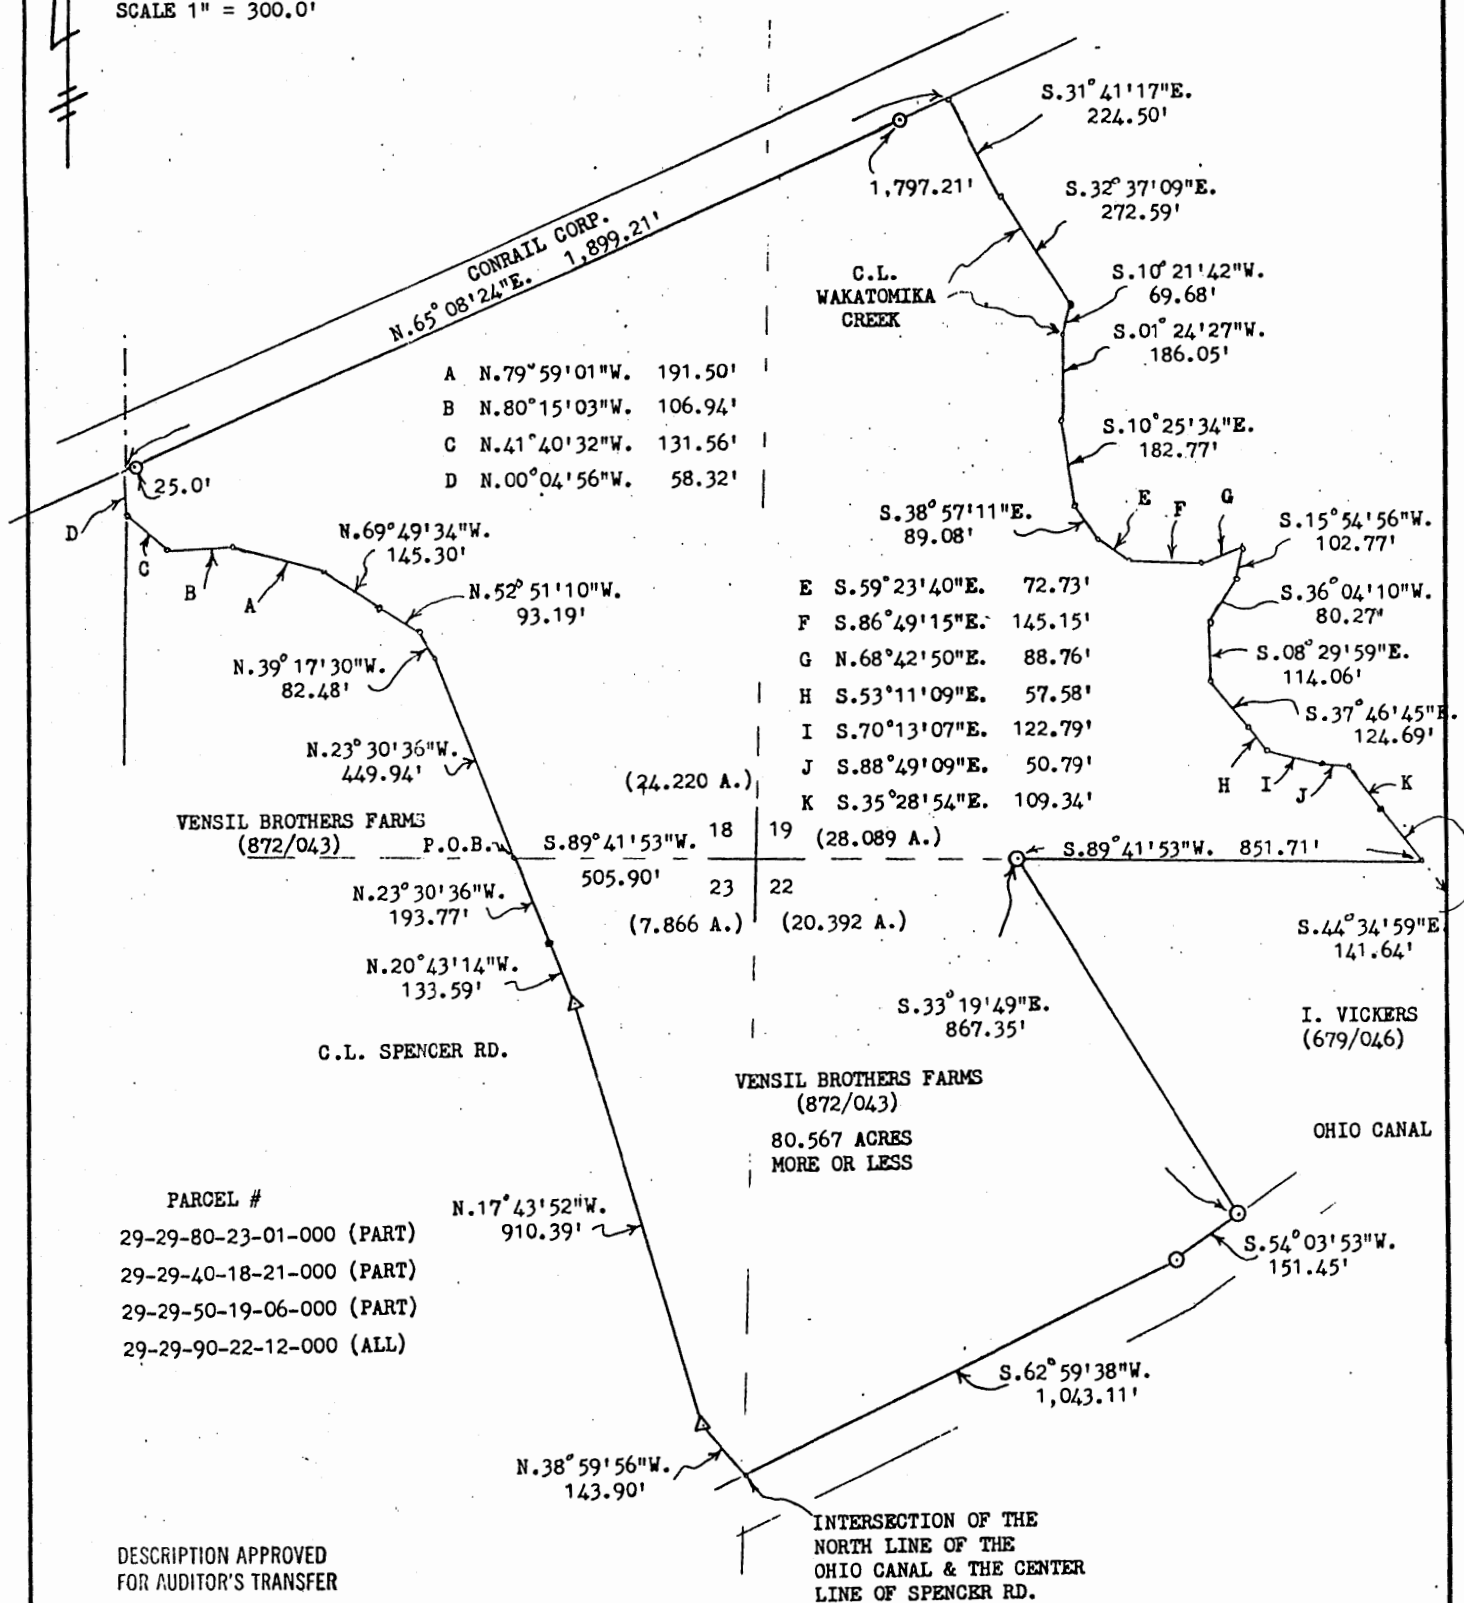 SCALE 1" = 300.0'
S.31°41'17"E.
224.50'
1,797.21'
S.32°37'09"E.
272.59'
CONRAIL CORP.
N.65°08'24"E. 1,899.21'
C.L.
WAKATOMIKA
CREEK
S.10°21'42"W.
69.68'
S.01°24'27"W.
186.05'
A N.79°59'01"W. 191.50'
B N.80°15'03"W. 106.94'
C N.41°40'32"W. 131.56'
D N.00°04'56"W. 58.32'
S.10°25'34"E.
182.77'
25.0'
D
C
B
A
N.69°49'34"W.
145.30'
S.38°57'11"E.
89.08'
E
F
G
S.15°54'56"W.
102.77'
N.52°51'10"W.
93.19'
E S.59°23'40"E. 72.73'
F S.86°49'15"E. 145.15'
G N.68°42'50"E. 88.76'
H S.53°11'09"E. 57.58'
I S.70°13'07"E. 122.79'
J S.88°49'09"E. 50.79'
K S.35°28'54"E. 109.34'
S.36°04'10"W.
80.27"
N.39°17'30"W.
82.48'
S.08°29'59"E.
114.06'
S.37°46'45"E.
124.69'
N.23°30'36"W.
449.94'
H
I
J
K
(24.220 A.)
VENSIL BROTHERS FARMS
(872/043)
P.O.B.
S.89°41'53"W.
505.90'
18 19
(28.089 A.)
S.89°41'53"W. 851.71'
23 22
N.23°30'36"W.
193.77'
(7.866 A.)
(20.392 A.)
S.44°34'59"E
141.64'
N.20°43'14"W.
133.59'
S.33°19'49"E.
867.35'
I. VICKERS
(679/046)
C.L. SPENCER RD.
VENSIL BROTHERS FARMS
(872/043)
80.567 ACRES
MORE OR LESS
OHIO CANAL
PARCEL #
29-29-80-23-01-000 (PART)
29-29-40-18-21-000 (PART)
29-29-50-19-06-000 (PART)
29-29-90-22-12-000 (ALL)
N.17°43'52"W.
910.39'
S.54°03'53"W.
151.45'
S.62°59'38"W.
1,043.11'
N.38°59'56"W.
143.90'
INTERSECTION OF THE
NORTH LINE OF THE
OHIO CANAL & THE CENTER
LINE OF SPENCER RD.
DESCRIPTION APPROVED
FOR AUDITOR'S TRANSFER